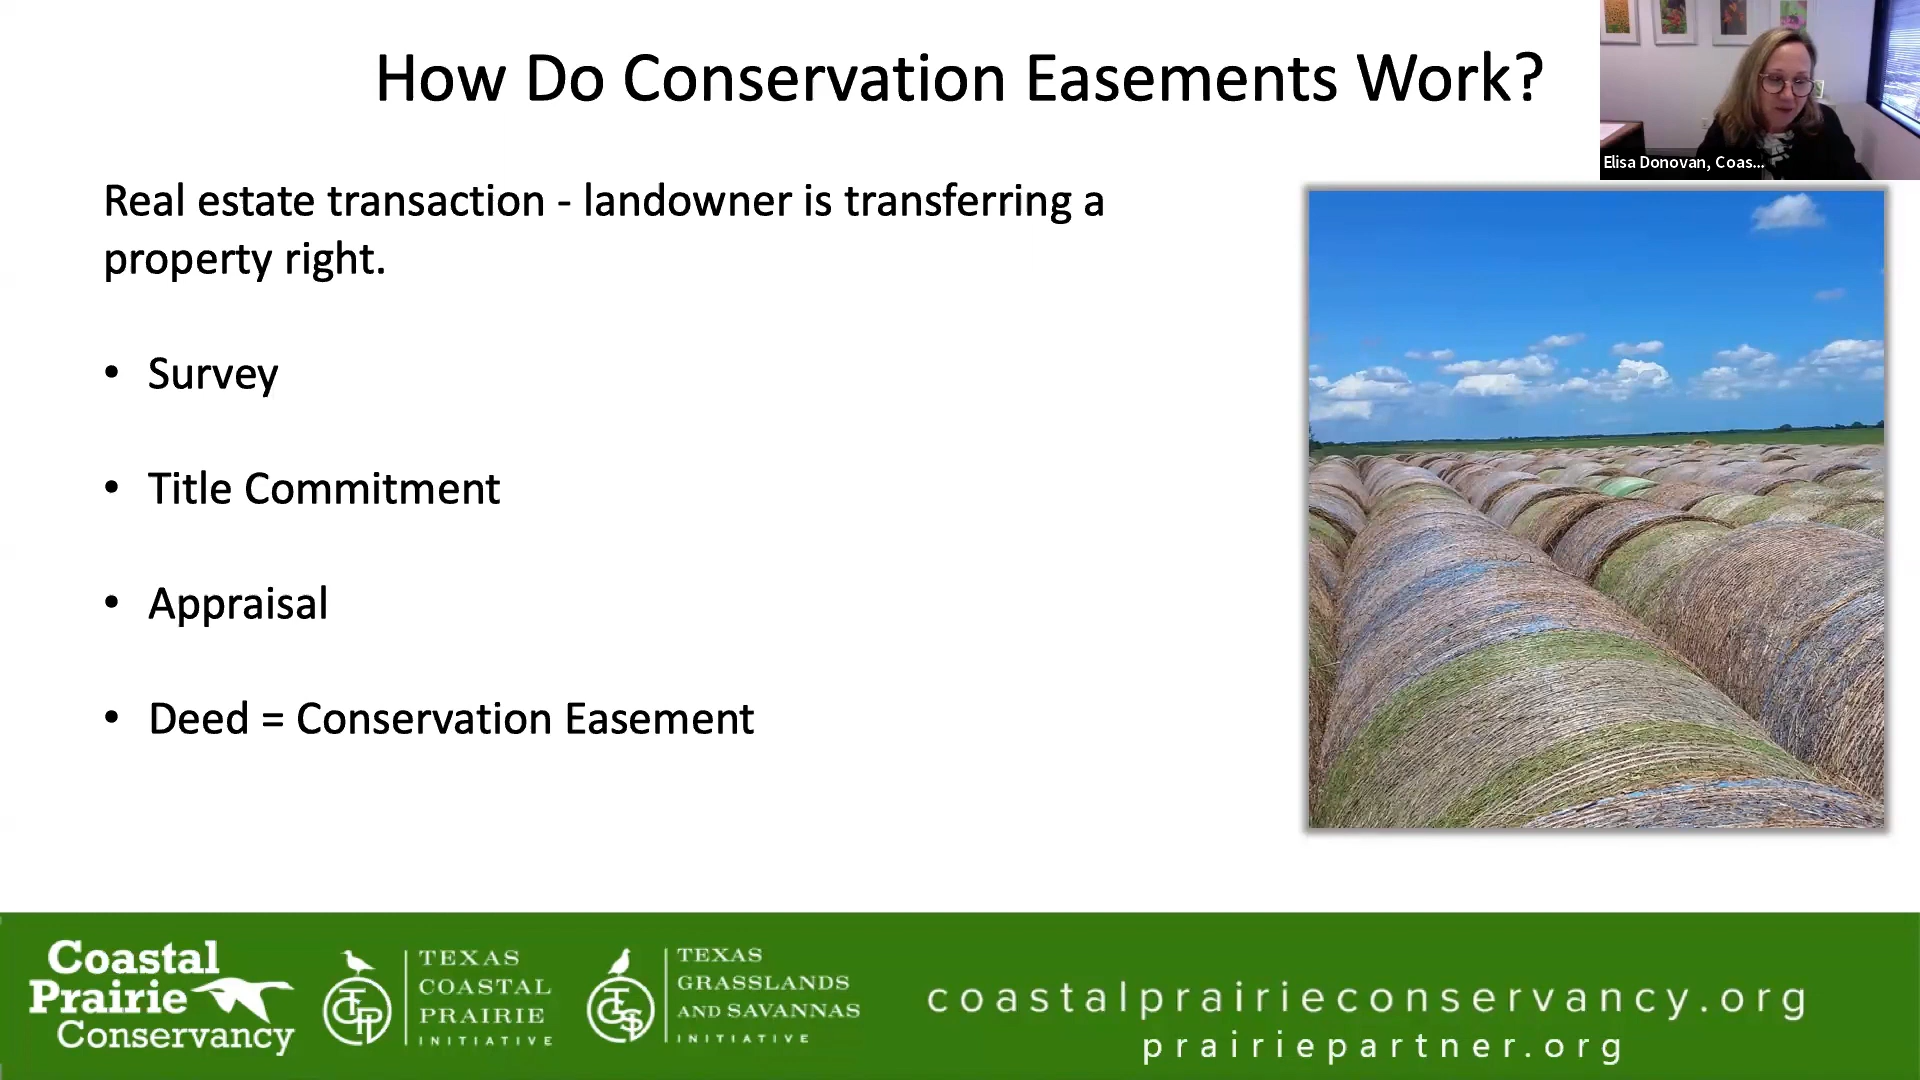 How Do Conservation Easements Work?
Elisa Donovan, Coas...
Real estate transaction - landowner is transferring a
property right.
• Survey
• Title Commitment
• Appraisal
• Deed = Conservation Easement
Coastal
Prairie
Conservancy
TEXAS
COASTAL
PRAIRIE
INITIATIVE
TEXAS
GRASSLANDS
AND SAVANNAS
INITIATIVE
coastalprairieconservancy.org
prairiepartner.org